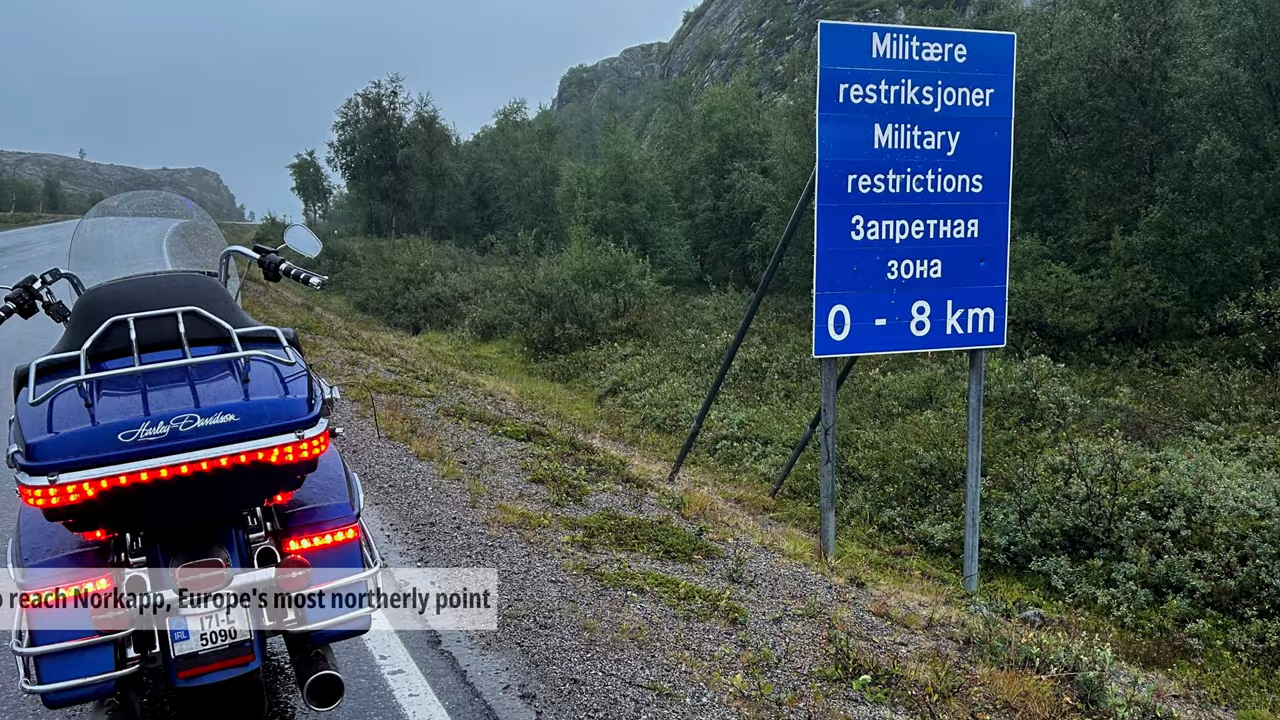 Militære
restriksjoner
Military
restrictions
Запретная
зона
0 - 8 km
Harley-Davidson
reach Norkapp, Europe's most northerly point
171-L
IRL
5090